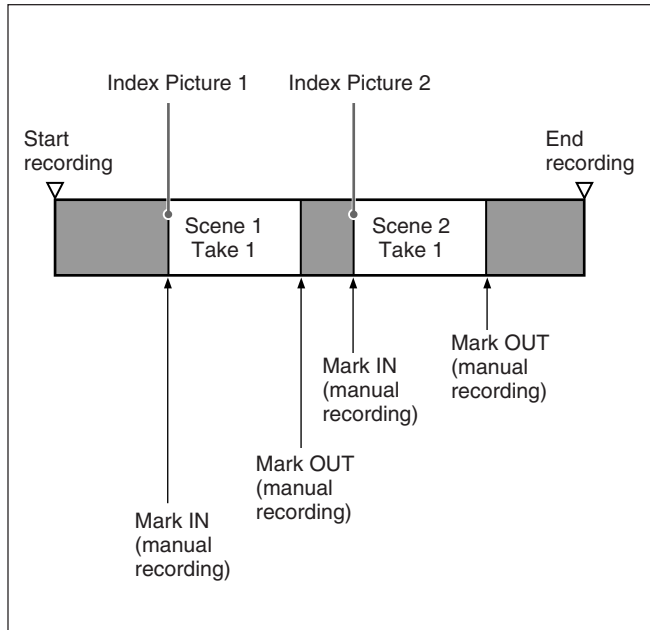 Index Picture 1
Index Picture 2
Start
recording
End
recording
Scene 1
Take 1
Scene 2
Take 1
Mark IN
(manual
recording)
Mark OUT
(manual
recording)
Mark OUT
(manual
recording)
Mark IN
(manual
recording)